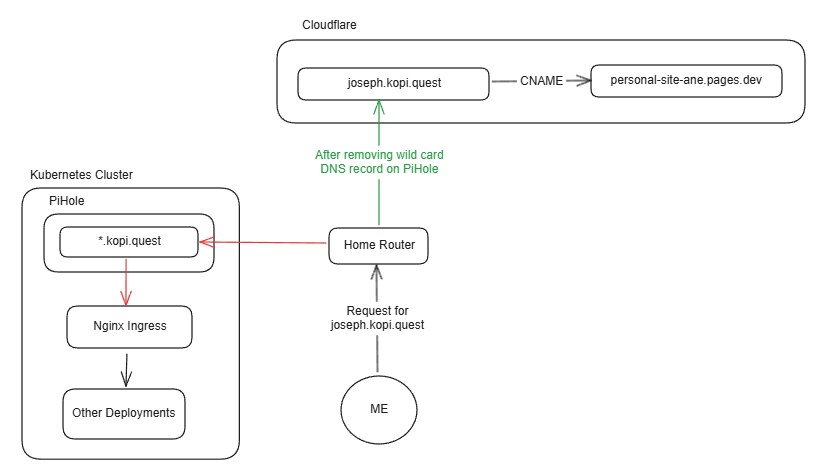 Cloudflare
joseph.kopi.quest
CNAME
personal-site-ane.pages.dev
After removing wild card
DNS record on PiHole
Kubernetes Cluster
PiHole
*.kopi.quest
Home Router
Nginx Ingress
Request for
joseph.kopi.quest
Other Deployments
ME